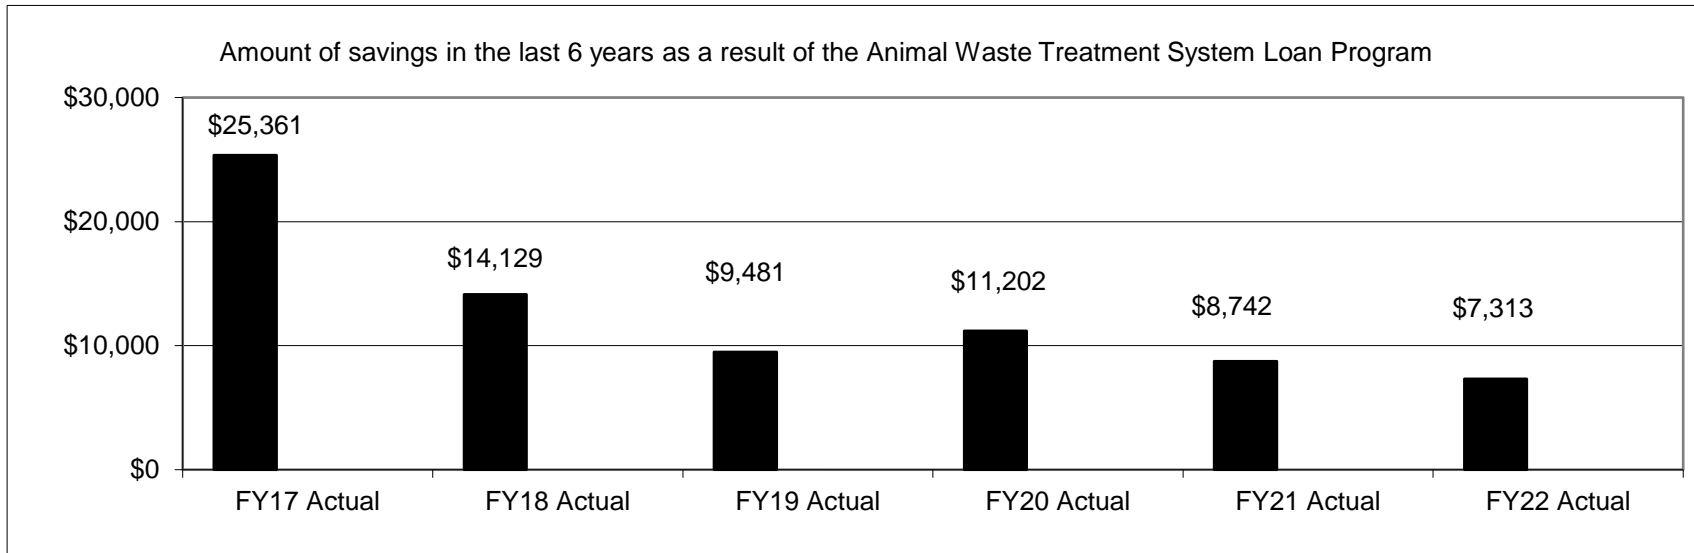 Amount of savings in the last 6 years as a result of the Animal Waste Treatment System Loan Program
$30,000
$25,361
$20,000
$14,129
$9,481
$11,202
$8,742
$7,313
$10,000
$0
FY17 Actual
FY18 Actual
FY19 Actual
FY20 Actual
FY21 Actual
FY22 Actual